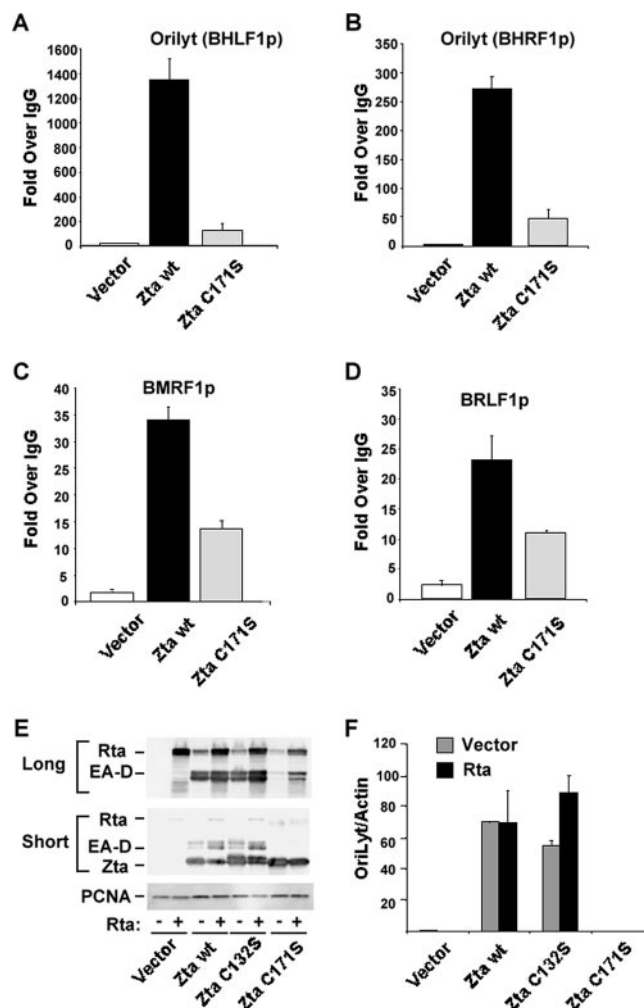 A
Orilyt (BHLF1p)
Fold Over IgG
1600
1400
1200
1000
800
600
400
200
0
Vector
Zta wt
Zta C171S
B
Orilyt (BHRF1p)
Fold Over IgG
350
300
250
200
150
100
50
0
Vector
Zta wt
Zta C171S
C
BMRF1p
Fold Over IgG
40
35
30
25
20
15
10
5
0
Vector
Zta wt
Zta C171S
D
BRLF1p
Fold Over IgG
35
30
25
20
15
10
5
0
Vector
Zta wt
Zta C171S
E
Long
Rta
EA-D
Short
Rta
EA-D
Zta
PCNA
Rta: - + - + - + - +
Vector
Zta wt
Zta C132S
Zta C171S
F
Vector
Rta
OriLyt/Actin
120
100
80
60
40
20
0
Vector
Zta wt
Zta C132S
Zta C171S